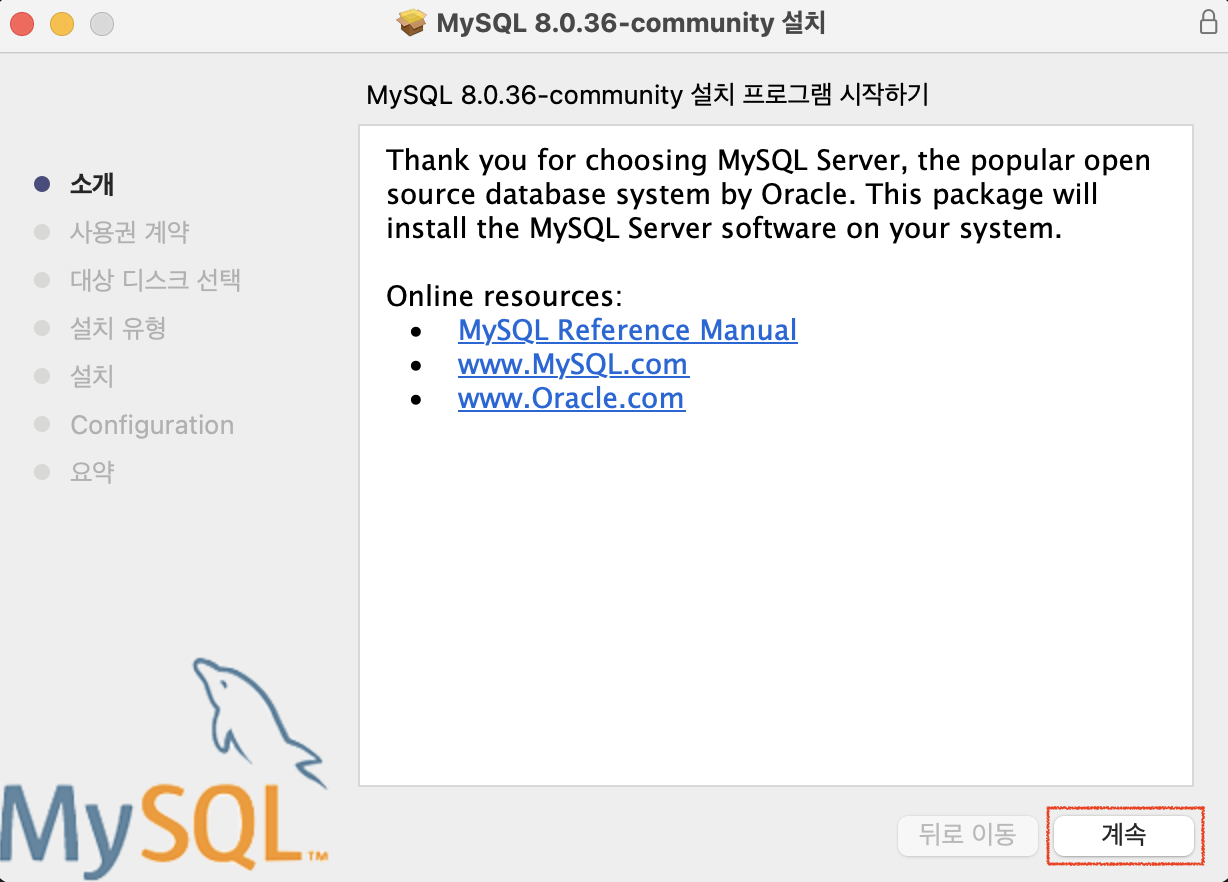 MySQL 8.0.36-community 설치
MySQL 8.0.36-community 설치 프로그램 시작하기
소개
사용권 계약
대상 디스크 선택
설치 유형
설치
Configuration
요약
Thank you for choosing MySQL Server, the popular open
source database system by Oracle. This package will
install the MySQL Server software on your system.
Online resources:
• MySQL Reference Manual
• www.MySQL.com
• www.Oracle.com
MySQL™
뒤로 이동
계속